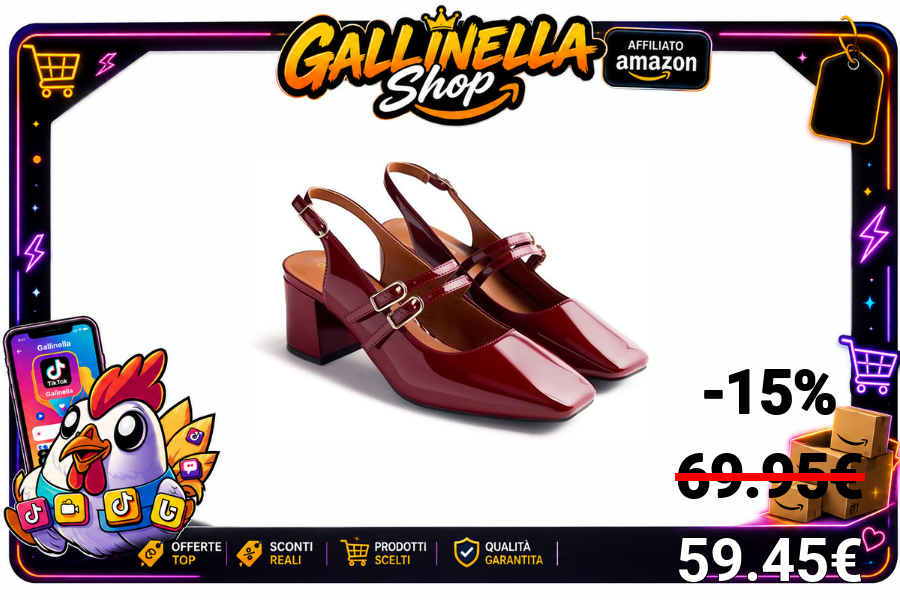 GALLINELLA
Shop
AFFILIATO
amazon
Gallinella
TikTok
Gallinella
-15%
69.95€
59.45€
OFFERTE
TOP
SCONTI
REALI
PRODOTTI
SCELTI
QUALITÀ
GARANTITA